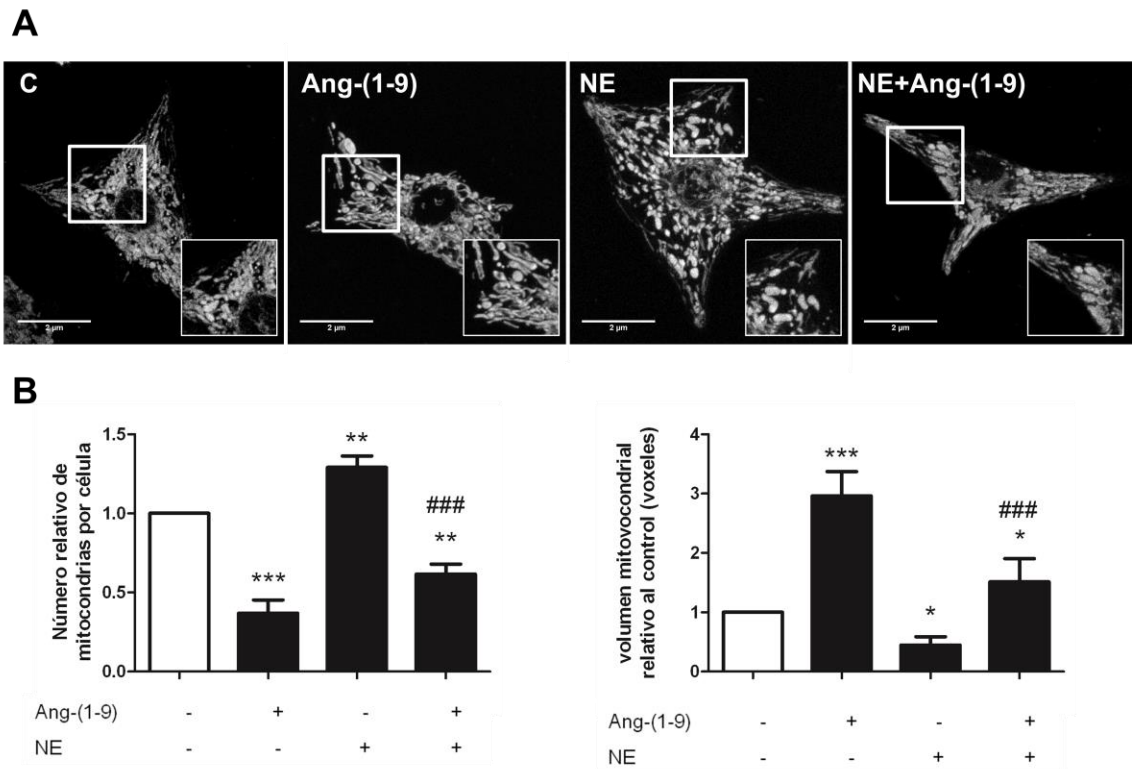 A
C
Ang-(1-9)
NE
NE+Ang-(1-9)
2 µm
2 µm
2 µm
2 µm
B
Número relativo de
mitocondrias por célula
1.5
1.0
0.5
0.0
***
**
###
**
Ang-(1-9) - + - +
NE - - + +
volumen mitovocondrial
relativo al control (voxeles)
4
3
2
1
0
***
*
###
*
Ang-(1-9) - + - +
NE - - + +